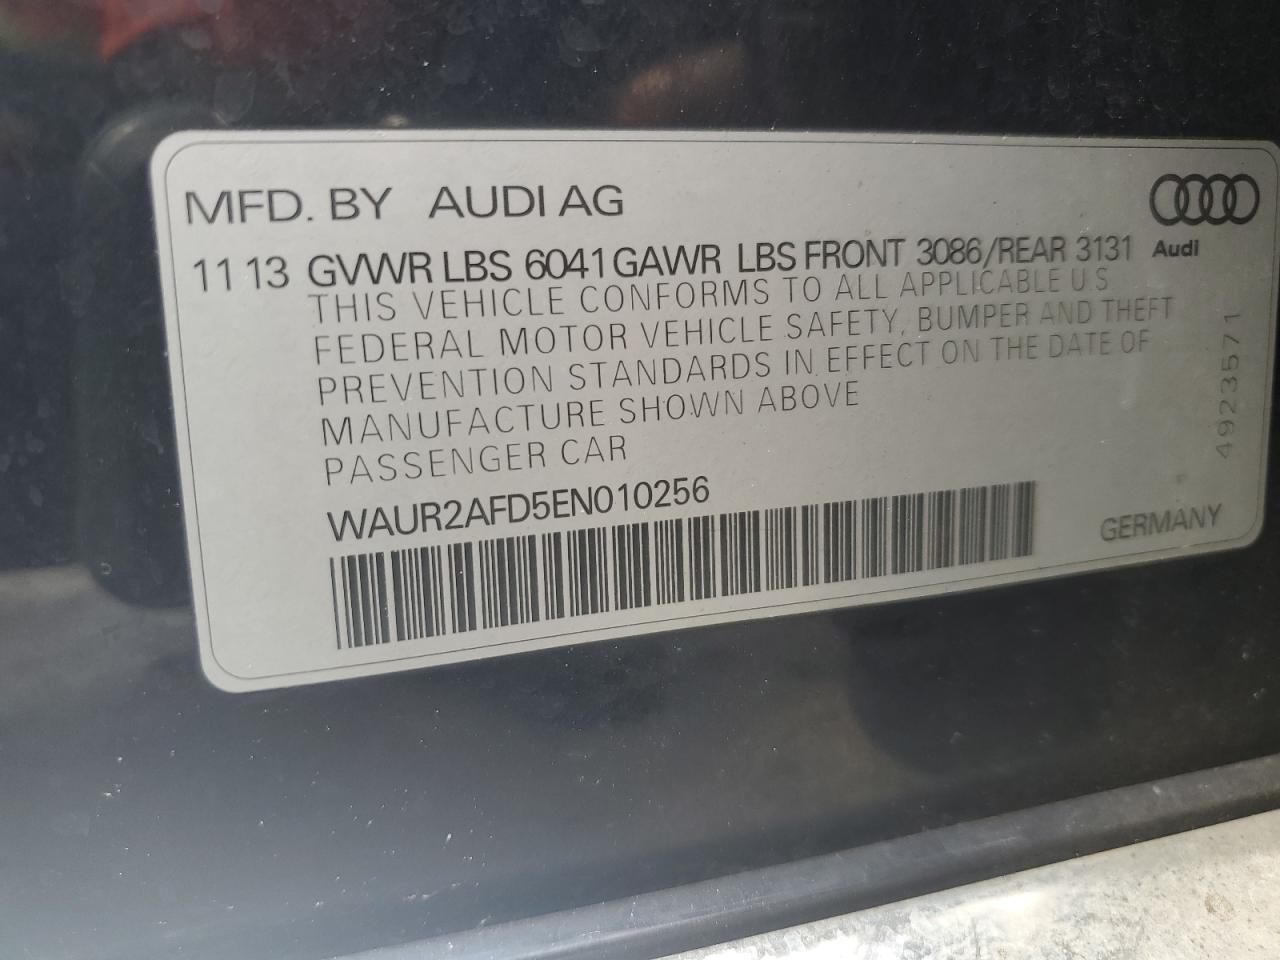 MFD. BY AUDI AG
Audi
11 13 GVWR LBS 6041 GAWR LBS FRONT 3086/REAR 3131
THIS VEHICLE CONFORMS TO ALL APPLICABLE U S
FEDERAL MOTOR VEHICLE SAFETY, BUMPER AND THEFT
PREVENTION STANDARDS IN EFFECT ON THE DATE OF
MANUFACTURE SHOWN ABOVE
PASSENGER CAR
WAUR2AFD5EN010256
GERMANY
4923571